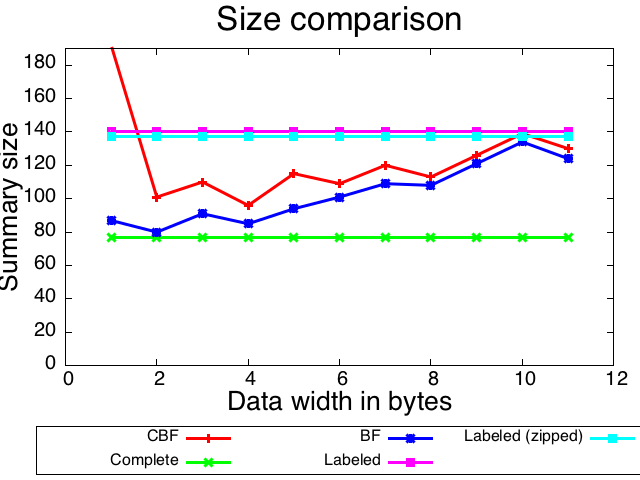 Size comparison
180
160
140
120
100
80
60
40
20
0
Summary size
0 2 4 6 8 10 12
Data width in bytes
CBF BF Labeled (zipped)
Complete Labeled